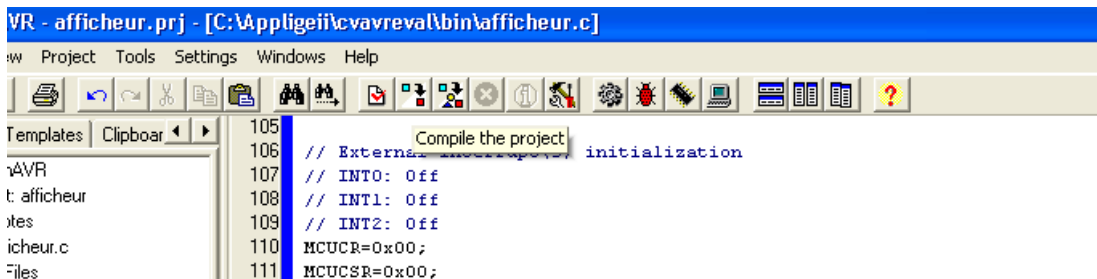 VR - afficheur.prj - [C:\Appligeii\cvavreval\bin\afficheur.c]
ew Project Tools Settings Windows Help
Templates Clipboar
Compile the project
105
106 // External Interrupt(s) initialization
107 // INT0: Off
108 // INT1: Off
109 // INT2: Off
110 MCUCR=0x00;
111 MCUCSR=0x00;
nAVR
t: afficheur
otes
icheur.c
Files